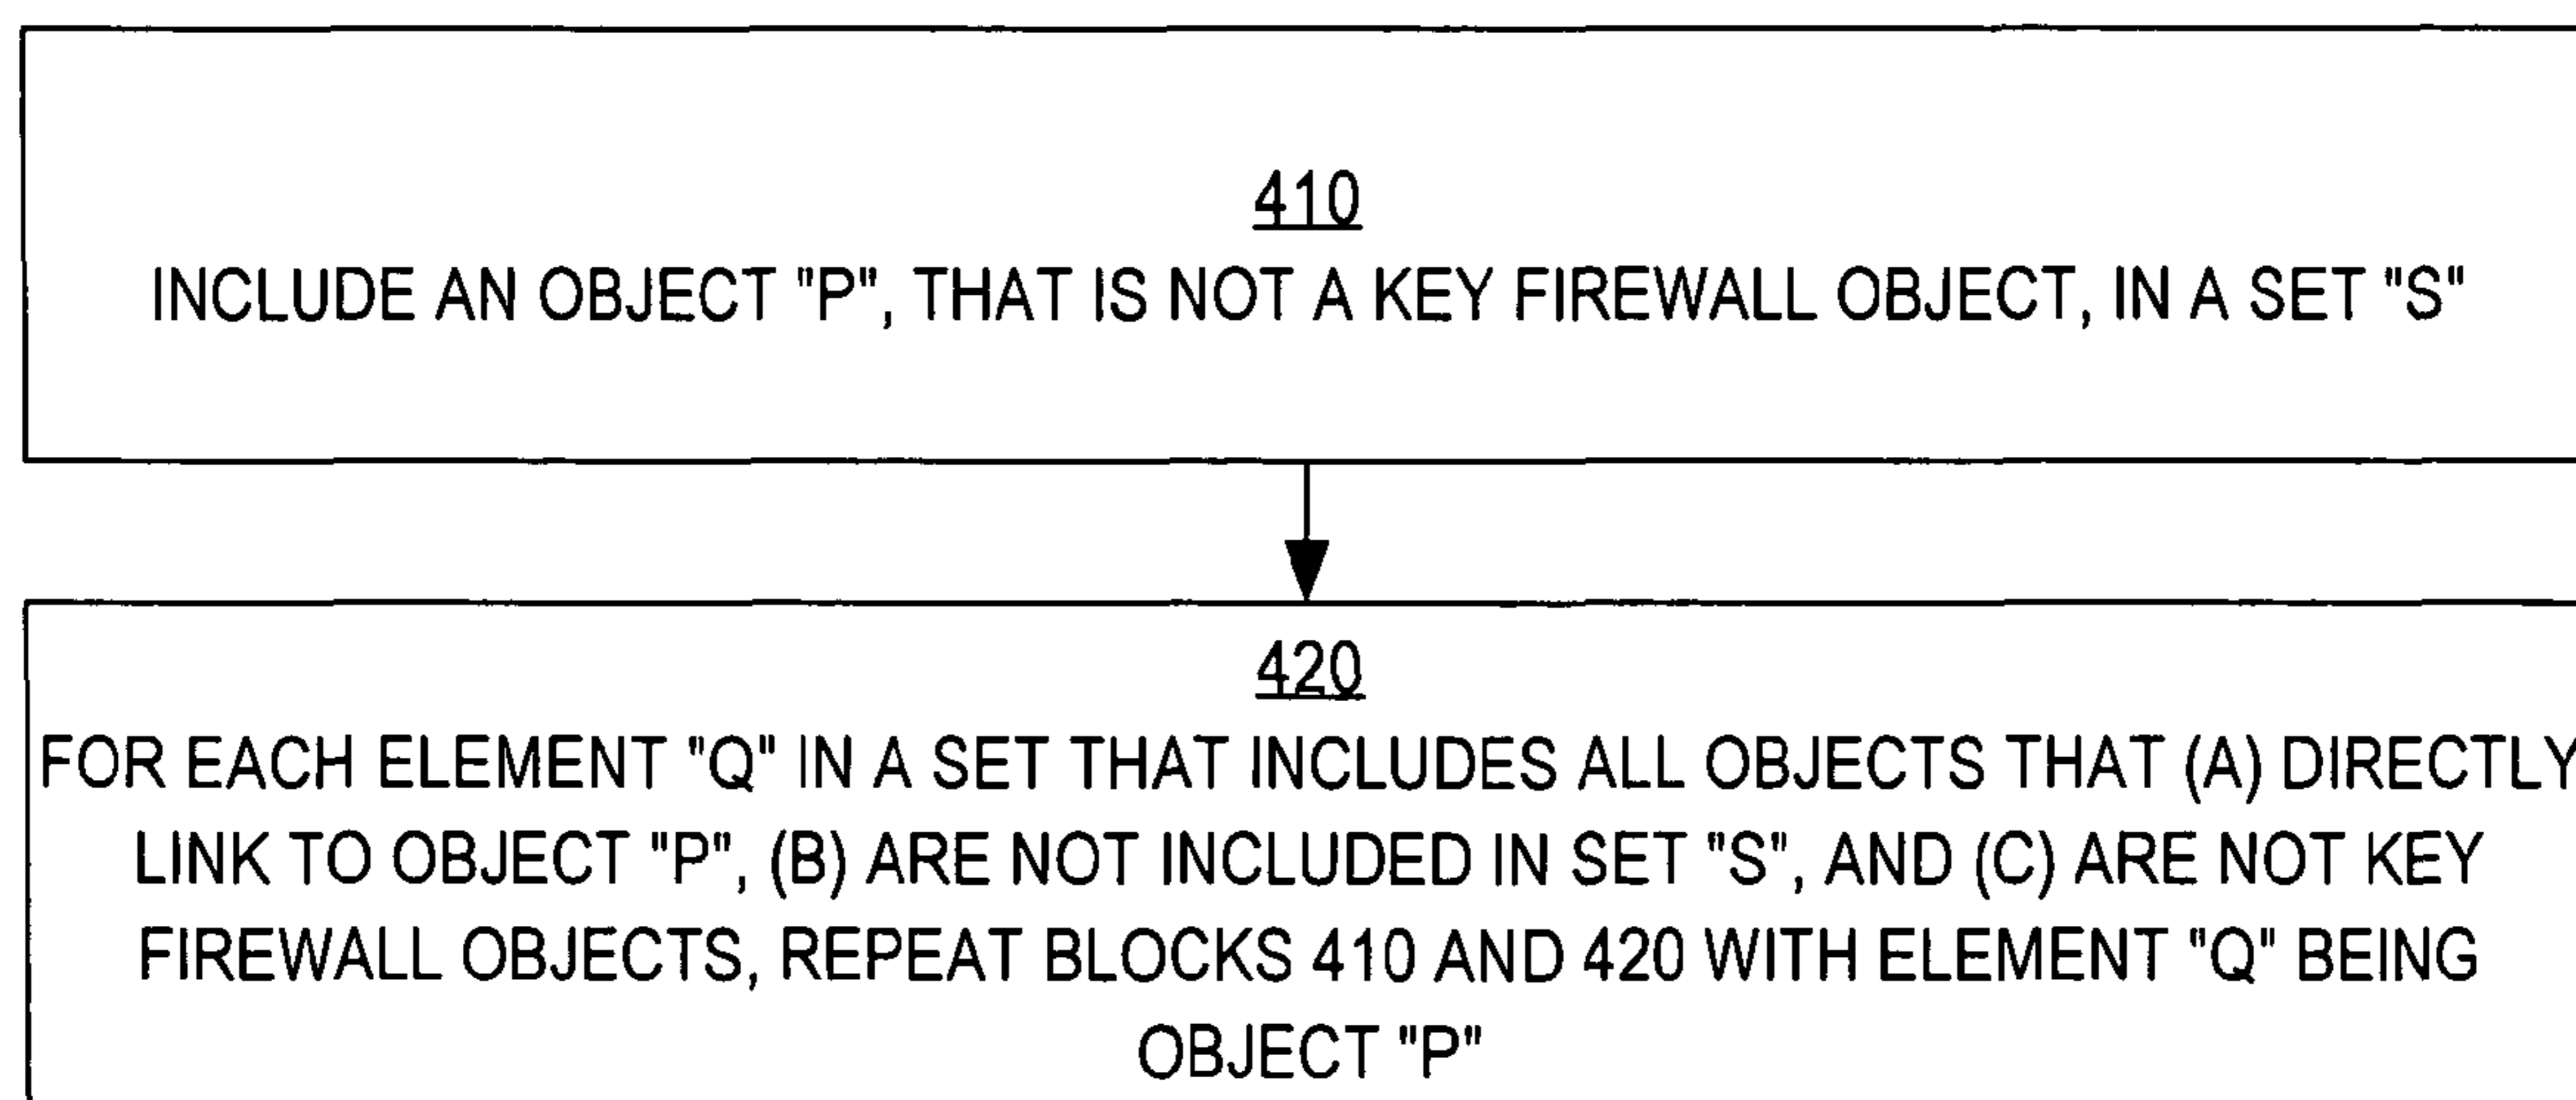 410
INCLUDE AN OBJECT "P", THAT IS NOT A KEY FIREWALL OBJECT, IN A SET "S"
420
FOR EACH ELEMENT "Q" IN A SET THAT INCLUDES ALL OBJECTS THAT (A) DIRECTLY
LINK TO OBJECT "P", (B) ARE NOT INCLUDED IN SET "S", AND (C) ARE NOT KEY
FIREWALL OBJECTS, REPEAT BLOCKS 410 AND 420 WITH ELEMENT "Q" BEING
OBJECT "P"